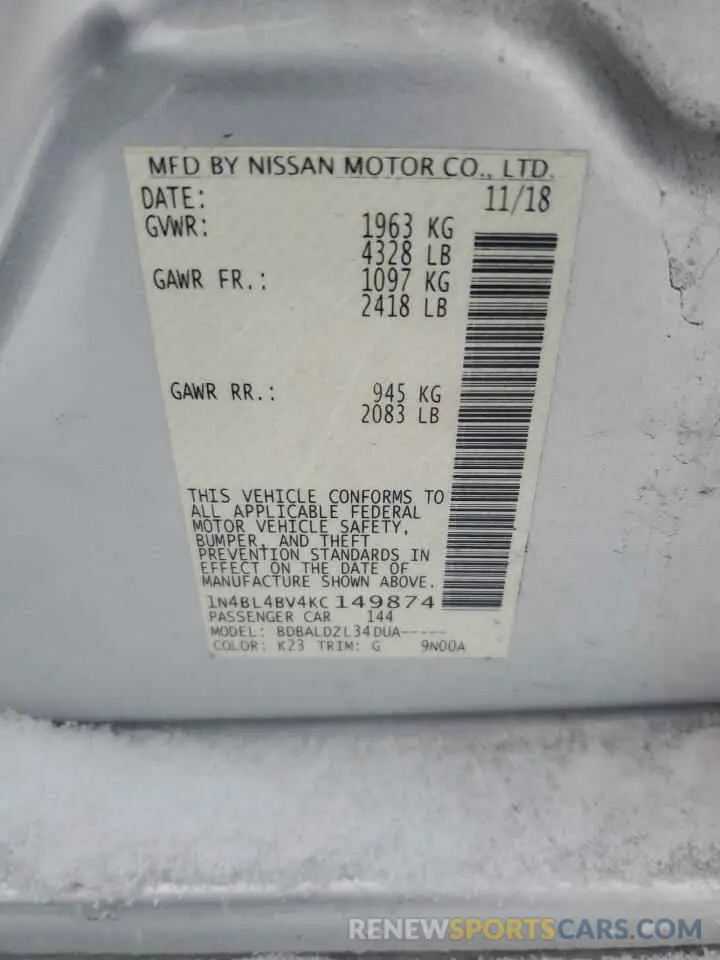 MFD BY NISSAN MOTOR CO., LTD.
DATE: 11/18
GVWR: 1963 KG
4328 LB
GAWR FR.: 1097 KG
2418 LB
GAWR RR.: 945 KG
2083 LB
THIS VEHICLE CONFORMS TO
ALL APPLICABLE FEDERAL
MOTOR VEHICLE SAFETY,
BUMPER, AND THEFT
PREVENTION STANDARDS IN
EFFECT ON THE DATE OF
MANUFACTURE SHOWN ABOVE.
1N4BL4BV4KC149874
PASSENGER CAR 144
MODEL: BDBALDZL34DUA-----
COLOR: K23 TRIM: G 9N00A
RENEWSPORTSCARS.COM